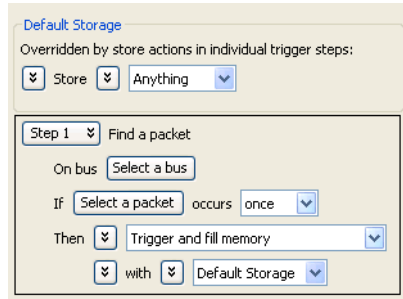 Default Storage
Overridden by store actions in individual trigger steps:
Store Anything
Step 1 Find a packet
On bus Select a bus
If Select a packet occurs once
Then Trigger and fill memory
with Default Storage